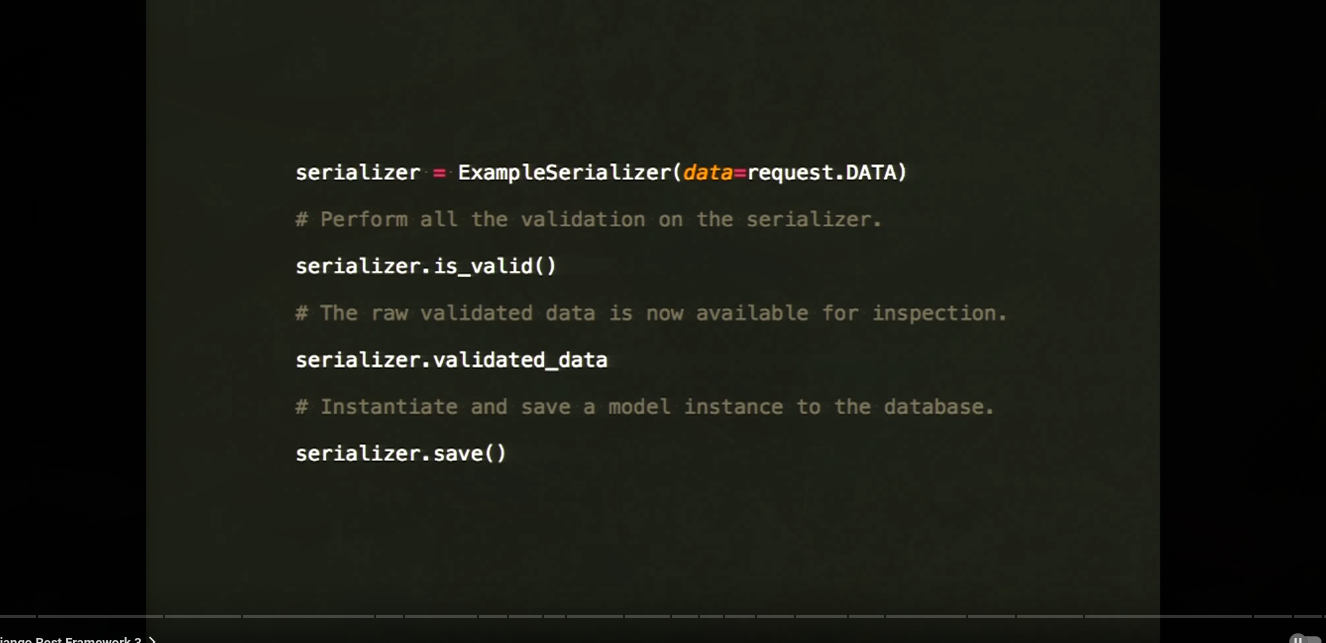 serializer = ExampleSerializer(data=request.DATA)
# Perform all the validation on the serializer.
serializer.is_valid()
# The raw validated data is now available for inspection.
serializer.validated_data
# Instantiate and save a model instance to the database.
serializer.save()
jango Rest Framework 3